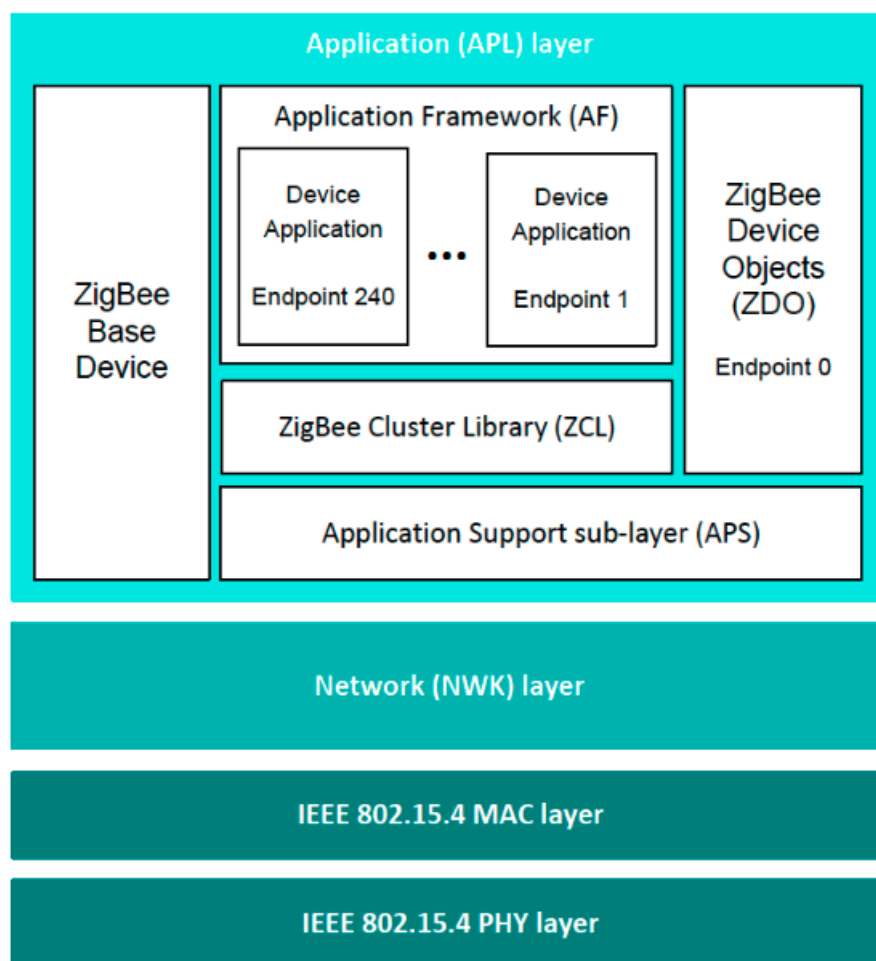 Application (APL) layer
ZigBee
Base
Device
Application Framework (AF)
Device
Application
Endpoint 240
...
Device
Application
Endpoint 1
ZigBee
Device
Objects
(ZDO)
Endpoint 0
ZigBee Cluster Library (ZCL)
Application Support sub-layer (APS)
Network (NWK) layer
IEEE 802.15.4 MAC layer
IEEE 802.15.4 PHY layer